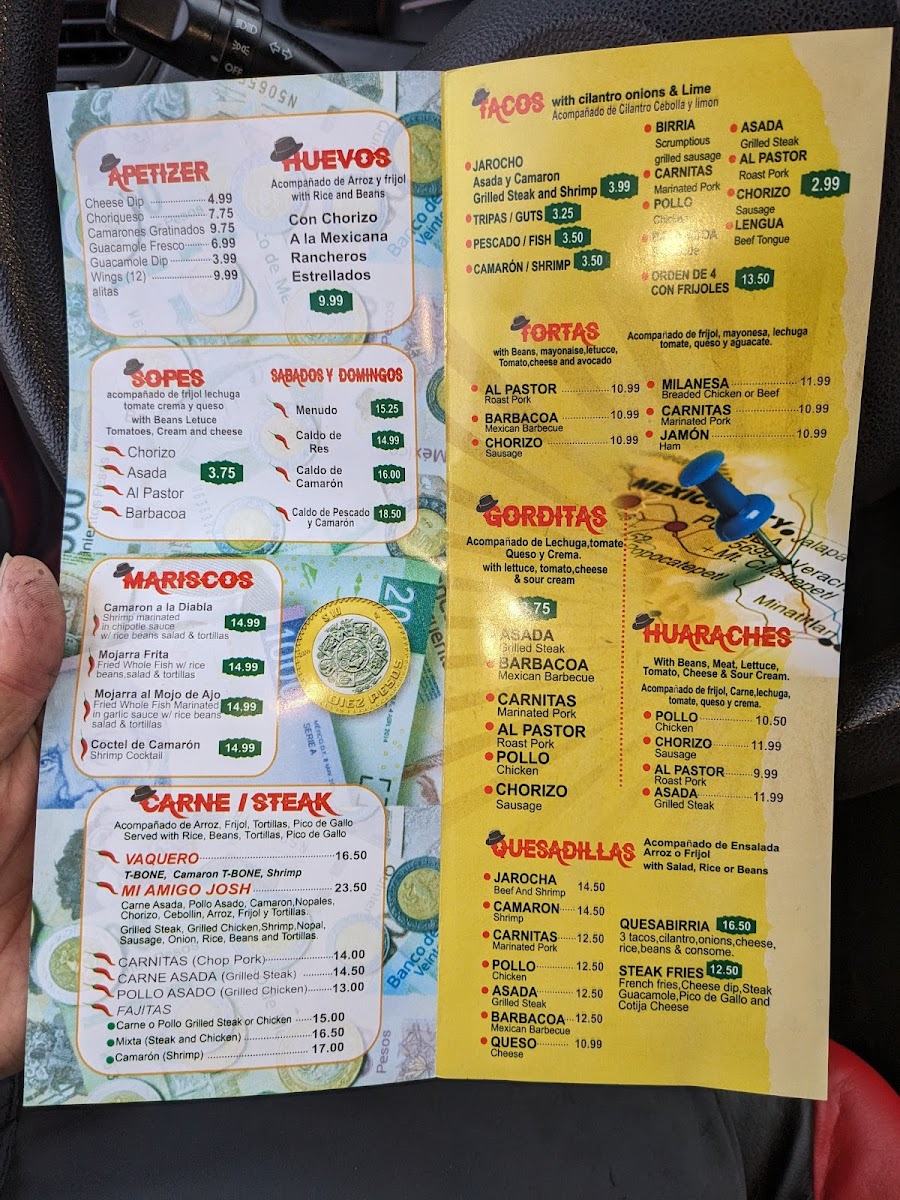 APETIZER
Cheese Dip 4.99
Choriqueso 7.75
Camarones Gratinados 9.75
Guacamole Fresco 6.99
Guacamole Dip 3.99
Wings (12) 9.99
alitas
HUEVOS
Acompañado de Arroz y frijol
with Rice and Beans
Con Chorizo
A la Mexicana
Rancheros
Estrellados
9.99
SOPES
acompañado de frijol lechuga
tomate crema y queso
with Beans Letuce
Tomatoes, Cream and cheese
Chorizo
Asada 3.75
Al Pastor
Barbacoa
SABADOS Y DOMINGOS
Menudo 15.25
Caldo de
Res 14.99
Caldo de
Camarón 16.00
Caldo de Pescado
y Camarón 18.50
MARISCOS
Camaron a la Diabla
Shrimp marinated
in chipotle sauce 14.99
w/ rice beans salad & tortillas
Mojarra Frita
Fried Whole Fish w/ rice 14.99
beans,salad & tortillas
Mojarra al Mojo de Ajo
Fried Whole Fish Marinated 14.99
in garlic sauce w/ rice beans
salad & tortillas
Coctel de Camarón 14.99
Shrimp Cocktail
DIEZ PESOS
CARNE / STEAK
Acompañado de Arroz, Frijol, Tortillas, Pico de Gallo
Served with Rice, Beans, Tortillas, Pico de Gallo
VAQUERO 16.50
T-BONE, Camaron T-BONE, Shrimp
MI AMIGO JOSH 23.50
Carne Asada, Pollo Asado, Camaron,Nopales,
Chorizo, Cebollin, Arroz, Frijol y Tortillas.
Grilled Steak, Grilled Chicken,Shrimp,Nopal,
Sausage, Onion, Rice, Beans and Tortillas.
CARNITAS (Chop Pork) 14.00
CARNE ASADA (Grilled Steak) 14.50
POLLO ASADO (Grilled Chicken) 13.00
FAJITAS
Carne o Pollo Grilled Steak or Chicken 15.00
Mixta (Steak and Chicken) 16.50
Camarón (Shrimp) 17.00
TACOS with cilantro onions & Lime
Acompañado de Cilantro Cebolla y limon
JAROCHO
Asada y Camaron
Grilled Steak and Shrimp 3.99
TRIPAS / GUTS 3.25
PESCADO / FISH 3.50
CAMARÓN / SHRIMP 3.50
BIRRIA
Scrumptious
grilled sausage
CARNITAS
Marinated Pork
POLLO
ORDEN DE 4
CON FRIJOLES 13.50
ASADA
Grilled Steak
AL PASTOR
Roast Pork
CHORIZO
Sausage
LENGUA
Beef Tongue
2.99
TORTAS
with Beans, mayonaise,letucce,
Tomato,cheese and avocado
Acompañado de frijol, mayonesa, lechuga
tomate, queso y aguacate.
AL PASTOR 10.99
Roast Pork
BARBACOA 10.99
Mexican Barbecue
CHORIZO 10.99
Sausage
MILANESA 11.99
Breaded Chicken or Beef
CARNITAS 10.99
Marinated Pork
JAMÓN 10.99
Ham
GORDITAS
Acompañado de Lechuga,tomate
Queso y Crema.
with lettuce, tomato,cheese
& sour cream
ASADA
Grilled Steak
BARBACOA
Mexican Barbecue
CARNITAS
Marinated Pork
AL PASTOR
Roast Pork
POLLO
Chicken
CHORIZO
Sausage
HUARACHES
With Beans, Meat, Lettuce,
Tomato, Cheese & Sour Cream.
Acompañado de frijol, Carne,lechuga,
tomate, queso y crema.
POLLO 10.50
Chicken
CHORIZO 11.99
Sausage
AL PASTOR 9.99
Roast Pork
ASADA 11.99
Grilled Steak
QUESADILLAS
Acompañado de Ensalada
Arroz o Frijol
with Salad, Rice or Beans
JAROCHA
Beef And Shrimp 14.50
CAMARON 14.50
Shrimp
CARNITAS 12.50
Marinated Pork
POLLO 12.50
Chicken
ASADA 12.50
Grilled Steak
BARBACOA 12.50
Mexican Barbecue
QUESO 10.99
Cheese
QUESABIRRIA 16.50
3 tacos,cilantro,onions,cheese,
rice,beans & consome.
STEAK FRIES 12.50
French fries,Cheese dip,Steak
Guacamole,Pico de Gallo and
Cotija Cheese